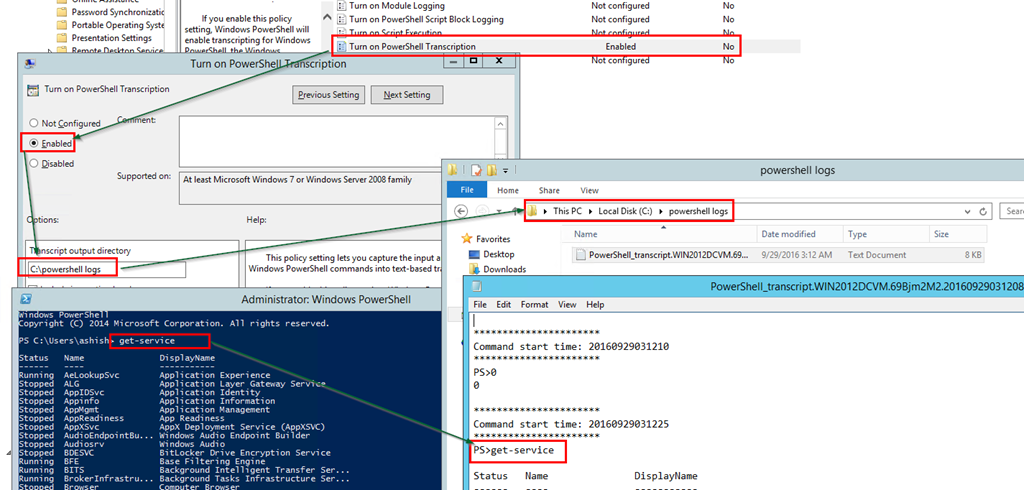 Password Synchronizatic
Portable Operating Syste
Presentation Settings
Remote Desktop Service
If you enable this policy
setting, Windows PowerShell will
enable transcripting for Windows
PowerShell, the Windows
Turn on Module Logging Not configured No
Turn on PowerShell Script Block Logging Not configured No
Turn on Script Execution Not configured No
Turn on PowerShell Transcription Enabled No
Not configured No
Turn on PowerShell Transcription
Turn on PowerShell Transcription
Previous Setting
Next Setting
Not Configured
Comment:
Enabled
Disabled
Supported on:
At least Microsoft Windows 7 or Windows Server 2008 family
Options:
Help:
Transcript output directory
C:\powershell logs
This policy setting lets you capture the input a
Windows PowerShell commands into text-based tra
powershell logs
File Home Share View
This PC Local Disk (C:) powershell logs
Sear
Favorites
Desktop
Downloads
Name Date modified Type Size
PowerShell_transcript.WIN2012DCVM.69... 9/29/2016 3:12 AM Text Document 8 KB
Administrator: Windows PowerShell
Windows PowerShell
Copyright (C) 2014 Microsoft Corporation. All rights reserved.
PS C:\Users\ashish> get-service
Status Name DisplayName
------ ---- -----------
Running AeLookupSvc Application Experience
Stopped ALG Application Layer Gateway Service
Stopped AppIDSvc Application Identity
Stopped Appinfo Application Information
Stopped AppMgmt Application Management
Stopped AppReadiness App Readiness
Stopped AppXSvc AppX Deployment Service (AppXSVC)
Stopped AudioEndpointBu... Windows Audio Endpoint Builder
Stopped Audiosrv Windows Audio
Stopped BDESVC BitLocker Drive Encryption Service
Running BFE Base Filtering Engine
Running BITS Background Intelligent Transfer Ser...
Running BrokerInfrastru... Background Tasks Infrastructure Ser...
Stopped Browser Computer Browser
PowerShell_transcript.WIN2012DCVM.69Bjm2M2.20160929031208
File Edit Format View Help
**********************
Command start time: 20160929031210
**********************
PS>0
0
**********************
Command start time: 20160929031225
**********************
PS>get-service
Status Name DisplayName
------ ---- -----------